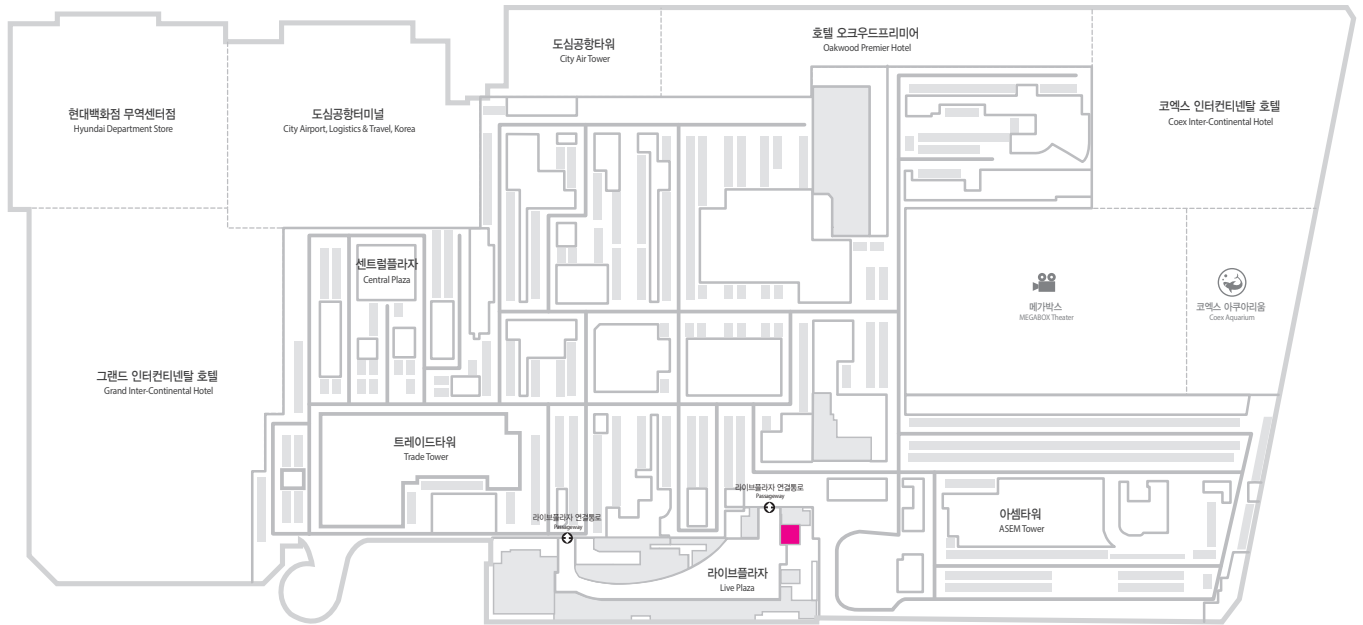 도심공항타워
City Air Tower
호텔 오크우드프리미어
Oakwood Premier Hotel
현대백화점 무역센터점
Hyundai Department Store
도심공항터미널
City Airport, Logistics & Travel, Korea
코엑스 인터컨티넨탈 호텔
Coex Inter-Continental Hotel
센트럴플라자
Central Plaza
메가박스
MEGABOX Theater
코엑스 아쿠아리움
Coex Aquarium
그랜드 인터컨티넨탈 호텔
Grand Inter-Continental Hotel
트레이드타워
Trade Tower
라이브플라자 연결통로
Passageway
라이브플라자 연결통로
Passageway
아셈타워
ASEM Tower
라이브플라자
Live Plaza